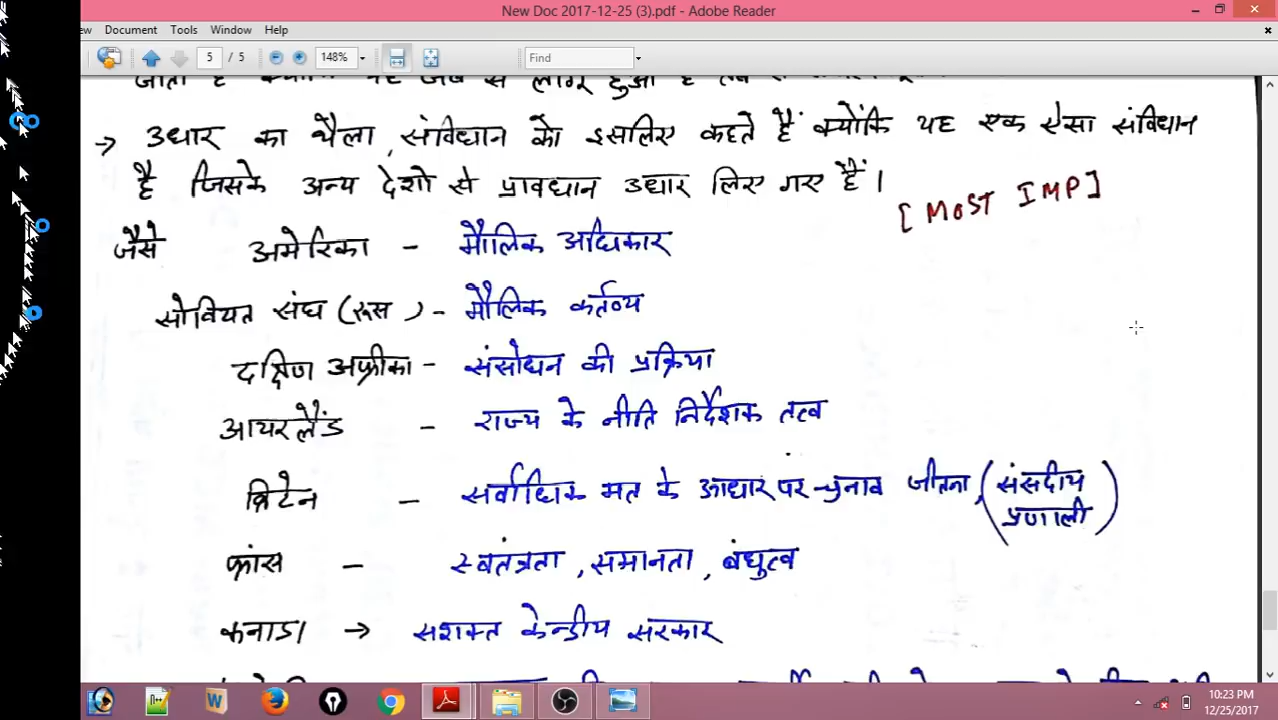 New Doc 2017-12-25 (3).pdf - Adobe Reader
ew Document Tools Window Help
5 / 5 148% Find
जाता है क्योंकि यह जब से लागू हुआ है
→ उधार का थैला, संविधान को इसलिए कहते हैं क्योंकि यह एक ऐसा संविधान
है जिसके अन्य देशो से प्रावधान उधार लिए गए हैं।
[MOST IMP]
जैसे अमेरिका - मौलिक अधिकार
सोवियत संघ (रूस) - मौलिक कर्तव्य
दक्षिण अफ्रीका - संसोधन की प्रक्रिया
आयरलैंड - राज्य के नीति निर्देशक तत्व
ब्रिटेन - सर्वाधिक मत के आधार पर चुनाव जीतना, (संसदीय
प्रणाली)
फ्रांस - स्वतंत्रता, समानता, बंधुत्व
कनाडा → सशक्त केन्द्रीय सरकार
10:23 PM
12/25/2017